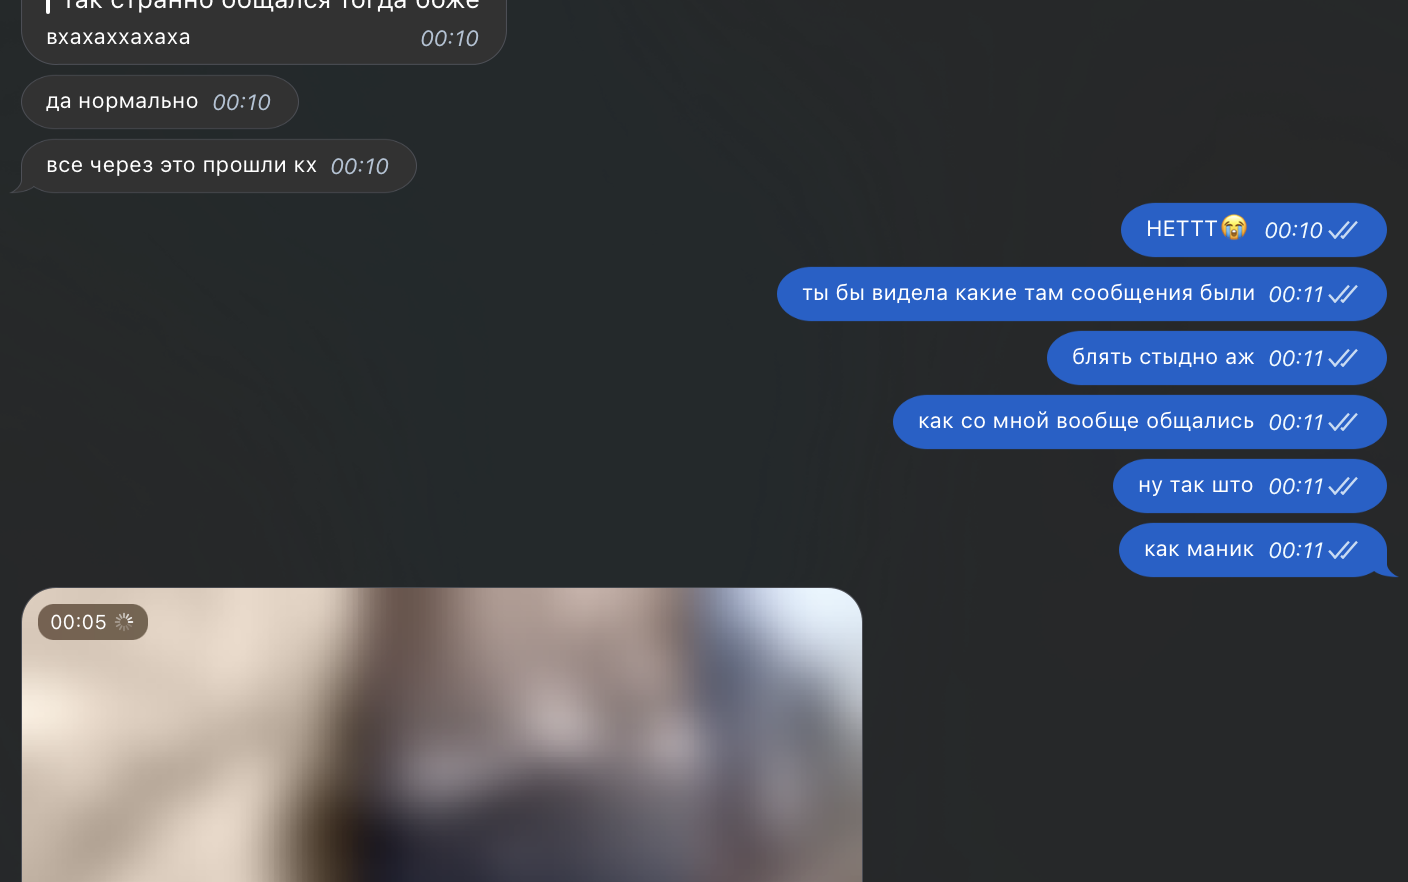 так странно общался тогда боже
вхахаххахаха 00:10
да нормально 00:10
все через это прошли кх 00:10
НЕТТТ😭 00:10
ты бы видела какие там сообщения были 00:11
блять стыдно аж 00:11
как со мной вообще общались 00:11
ну так што 00:11
как маник 00:11
00:05